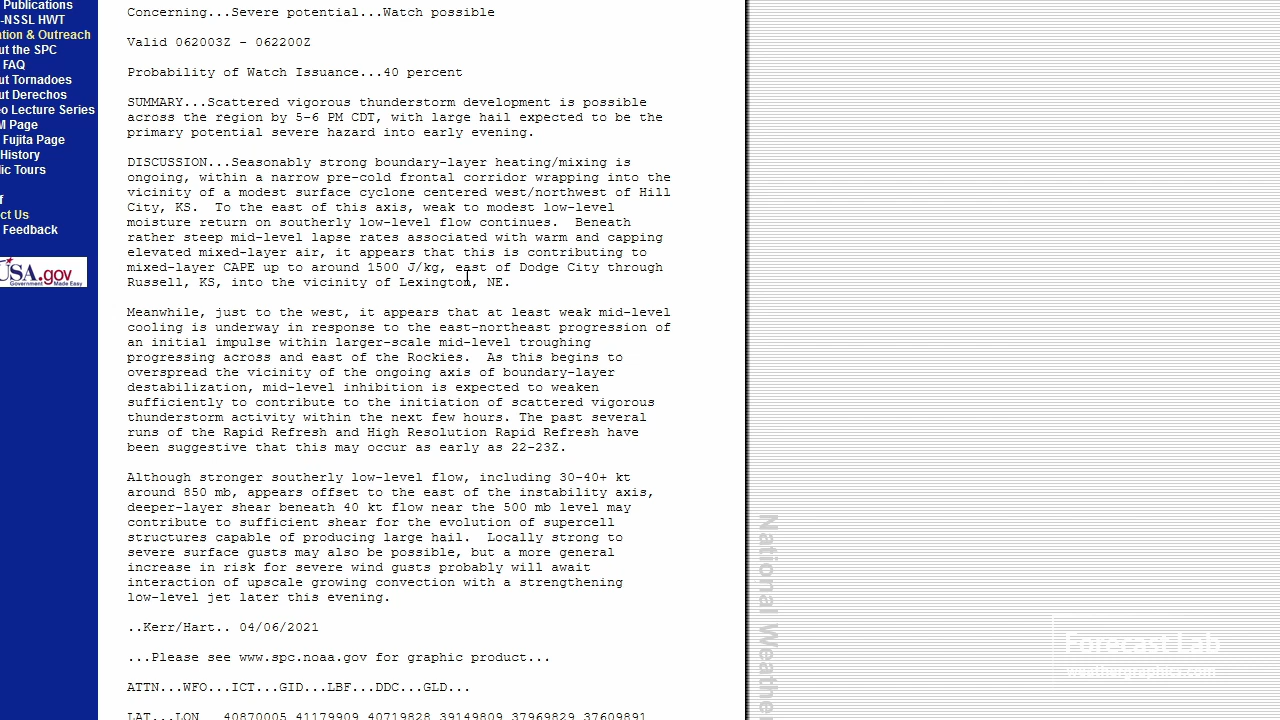 Publications
-NSSL HWT
ation & Outreach
ut the SPC
FAQ
ut Tornadoes
ut Derechos
eo Lecture Series
M Page
Fujita Page
History
lic Tours
r
ct Us
Feedback
USA.gov
Government Made Easy
Concerning...Severe potential...Watch possible
Valid 062005Z - 062200Z
Probability of Watch Issuance...40 percent
SUMMARY...Scattered vigorous thunderstorm development is possible
across the region by 5-6 PM CDT, with large hail expected to be the
primary potential severe hazard into early evening.
DISCUSSION...Seasonably strong boundary-layer heating/mixing is
ongoing, within a narrow pre-cold frontal corridor wrapping into the
vicinity of a modest surface cyclone centered west/northwest of Hill
City, KS.  To the east of this axis, weak to modest low-level
moisture return on southerly low-level flow continues.  Beneath
rather steep mid-level lapse rates associated with warm and capping
elevated mixed-layer air, it appears that this is contributing to
mixed-layer CAPE up to around 1500 J/kg, east of Dodge City through
Russell, KS, into the vicinity of Lexington, NE.
Meanwhile, just to the west, it appears that at least weak mid-level
cooling is underway in response to the east-northeast progression of
an initial impulse within larger-scale mid-level troughing
progressing across and east of the Rockies.  As this begins to
overspread the vicinity of the ongoing axis of boundary-layer
destabilization, mid-level inhibition is expected to weaken
sufficiently to contribute to the initiation of scattered vigorous
thunderstorm activity within the next few hours. The past several
runs of the Rapid Refresh and High Resolution Rapid Refresh have
been suggestive that this may occur as early as 22-23Z.
Although stronger southerly low-level flow, including 30-40+ kt
around 850 mb, appears offset to the east of the instability axis,
deeper-layer shear beneath 40 kt flow near the 500 mb level may
contribute to sufficient shear for the evolution of supercell
structures capable of producing large hail.  Locally strong to
severe surface gusts may also be possible, but a more general
increase in risk for severe wind gusts probably will await
interaction of upscale growing convection with a strengthening
low-level jet later this evening.
..Kerr/Hart.. 04/06/2021
...Please see www.spc.noaa.gov for graphic product...
ATTN...WFO...ICT...GID...LBF...DDC...GLD...
LAT...LON
National Weathe
Forecast Lab
weathergraphics.com